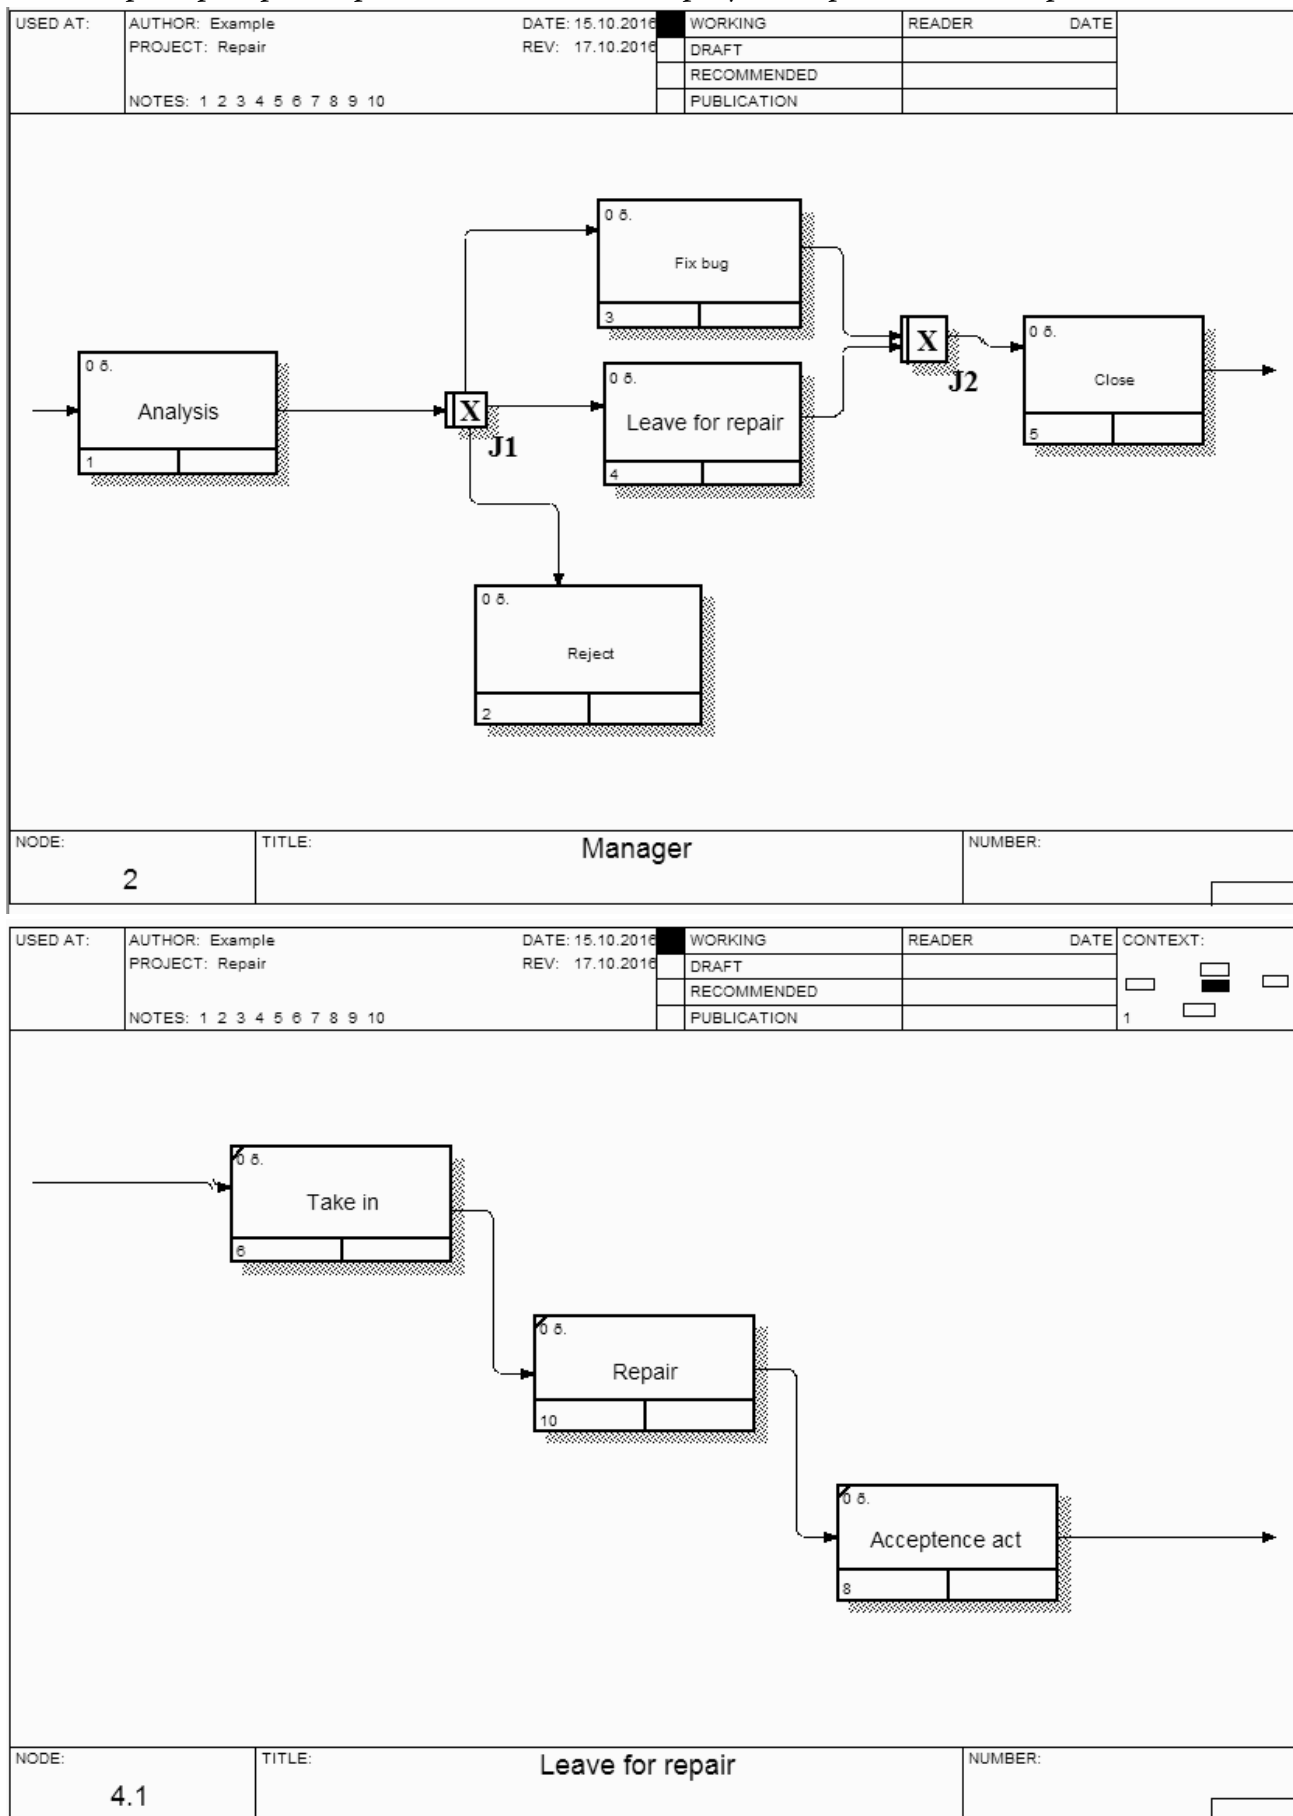 USED AT:
AUTHOR: Example
DATE: 15.10.2016
WORKING
READER
DATE
PROJECT: Repair
REV: 17.10.2016
DRAFT
RECOMMENDED
NOTES: 1 2 3 4 5 6 7 8 9 10
PUBLICATION
0 ð.
Fix bug
3
0 ð.
Analysis
1
X
J1
0 ð.
Leave for repair
4
X
J2
0 ð.
Close
5
0 ð.
Reject
2
NODE:
2
TITLE:
Manager
NUMBER:
USED AT:
AUTHOR: Example
DATE: 15.10.2016
WORKING
READER
DATE
CONTEXT:
PROJECT: Repair
REV: 17.10.2016
DRAFT
RECOMMENDED
NOTES: 1 2 3 4 5 6 7 8 9 10
PUBLICATION
1
0 ð.
Take in
6
0 ð.
Repair
10
0 ð.
Acceptence act
8
NODE:
4.1
TITLE:
Leave for repair
NUMBER: